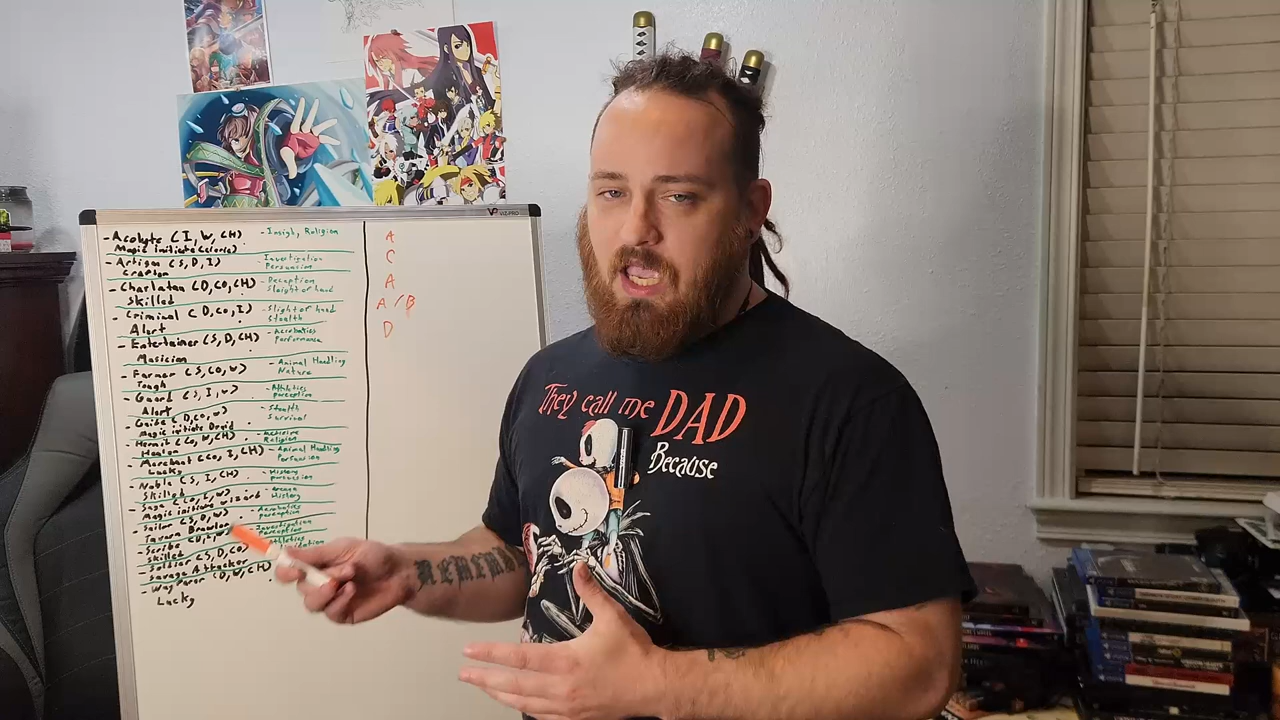 VIZ-PRO
- Acolyte (I, W, CH) - Insigh, Religion A
Magic initiate (cleric)
- Artisan (S, D, I) - Investigation C
Crafter Persuasion
- Charlatan (D, CO, CH) - Deception A
Skilled Sleight of hand
- Criminal (D, CO, I) - Slight of hand A/B
Alert Stealth
- Entertainer (S, D, CH) - Acrobatics D
Musician Performance
- Farmer (S, CO, W) - Animal Handling
Tough Nature
- Guard (S, I, W) - Athletics
Alert Perception
- Guide (D, CO, W) - Stealth
Magic initiate Druid Survival
- Hermit (CO, W, CH) - Medicine
Healer Religion
- Merchant (CO, I, CH) - Animal Handling
Lucky Persuasion
- Noble (S, I, CH) - History
Skilled Persuasion
- Sage (CO, I, W) - Arcana
Magic initiate wizard History
- Sailor (S, D, W) - Acrobatics
Tavern Brawler Perception
- Scribe (D, I, W) - Investigation
Skilled Perception
- Soldier (S, D, CO) - Athletics
- Savage Attacker
- Wayfarer (D, W, CH)
Lucky
They call me DAD
Because